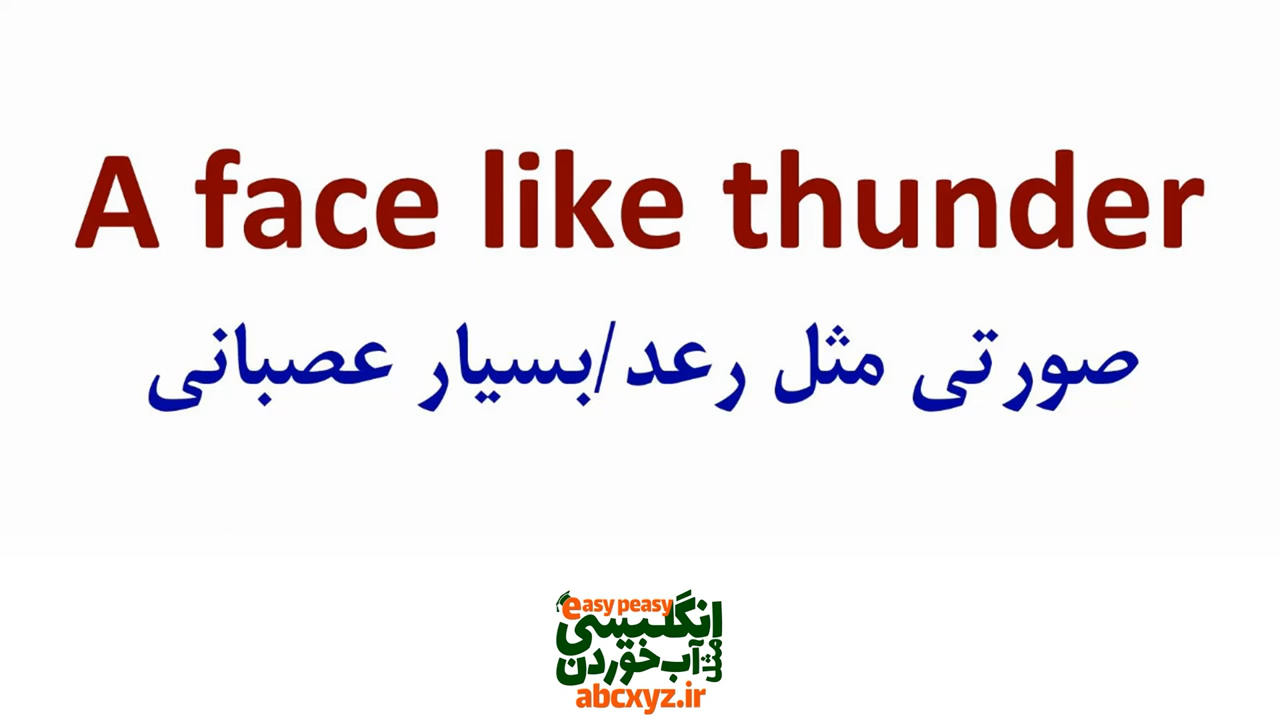 A face like thunder
صورتی مثل رعد/بسیار عصبانی
easy peasy
انگلیسی
مثل آب خوردن
abcxyz.ir